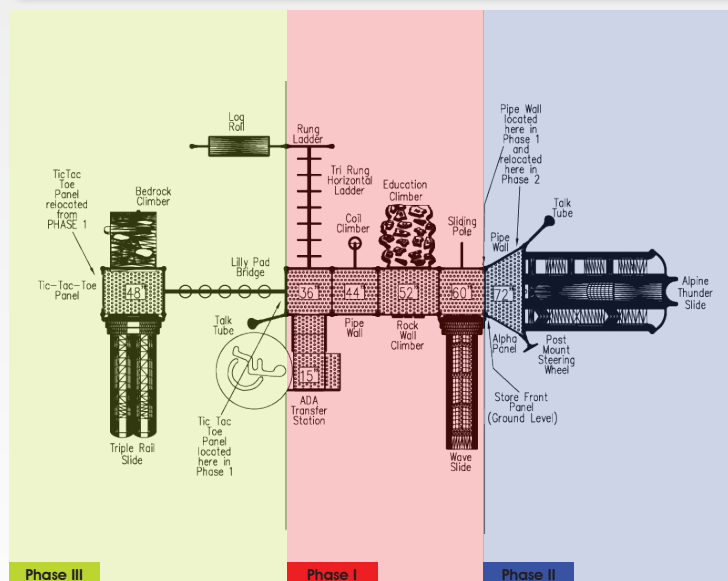 Log
Roll
Rung
Ladder
Pipe Wall
located
here in
Phase 1
and
relocated
here in
Phase 2
TicTac
Toe
Panel
relocated
from
PHASE 1
Bedrock
Climber
Tri Rung
Horizontal
Ladder
Education
Climber
Coil
Climber
Sliding
Pole
Talk
Tube
Pipe
Wall
Lilly Pad
Bridge
Tic-Tac-Toe
Panel
48"
36"
44"
52"
60"
72"
Alpine
Thunder
Slide
Talk
Tube
Pipe
Wall
Rock
Wall
Climber
Alpha
Panel
Post
Mount
Steering
Wheel
15"
ADA
Transfer
Station
Store Front
Panel
(Ground Level)
Tic Tac
Toe
Panel
located
here in
Phase 1
Triple Rail
Slide
Wave
Slide
Phase III
Phase I
Phase II